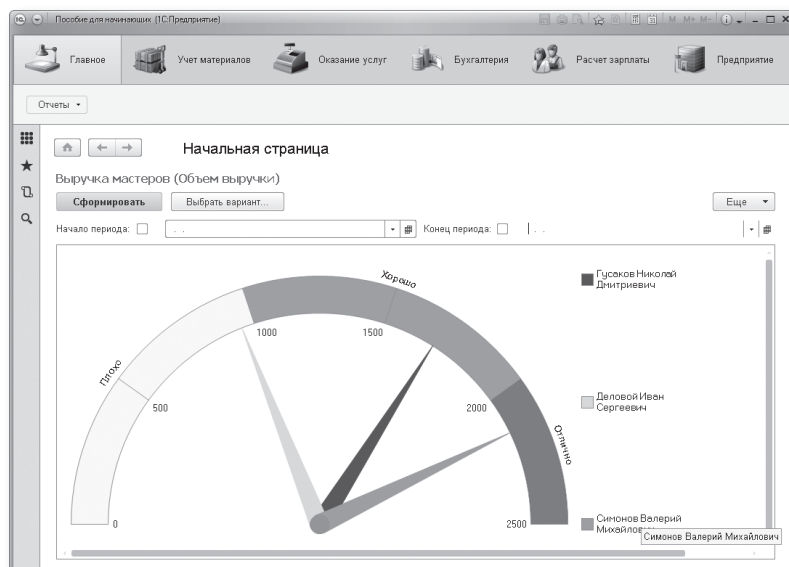 Пособие для начинающих (1С:Предприятие)
M M+ M-
Главное Учет материалов Оказание услуг Бухгалтерия Расчет зарплаты Предприятие
Отчеты
Начальная страница
Выручка мастеров (Объем выручки)
Сформировать Выбрать вариант... Еще
Начало периода: . . Конец периода: . .
Плохо
Хорошо
Отлично
0
500
1000
1500
2000
2500
Гусаков Николай
Дмитриевич
Деловой Иван
Сергеевич
Симонов Валерий
Михайлович
Симонов Валерий Михайлович